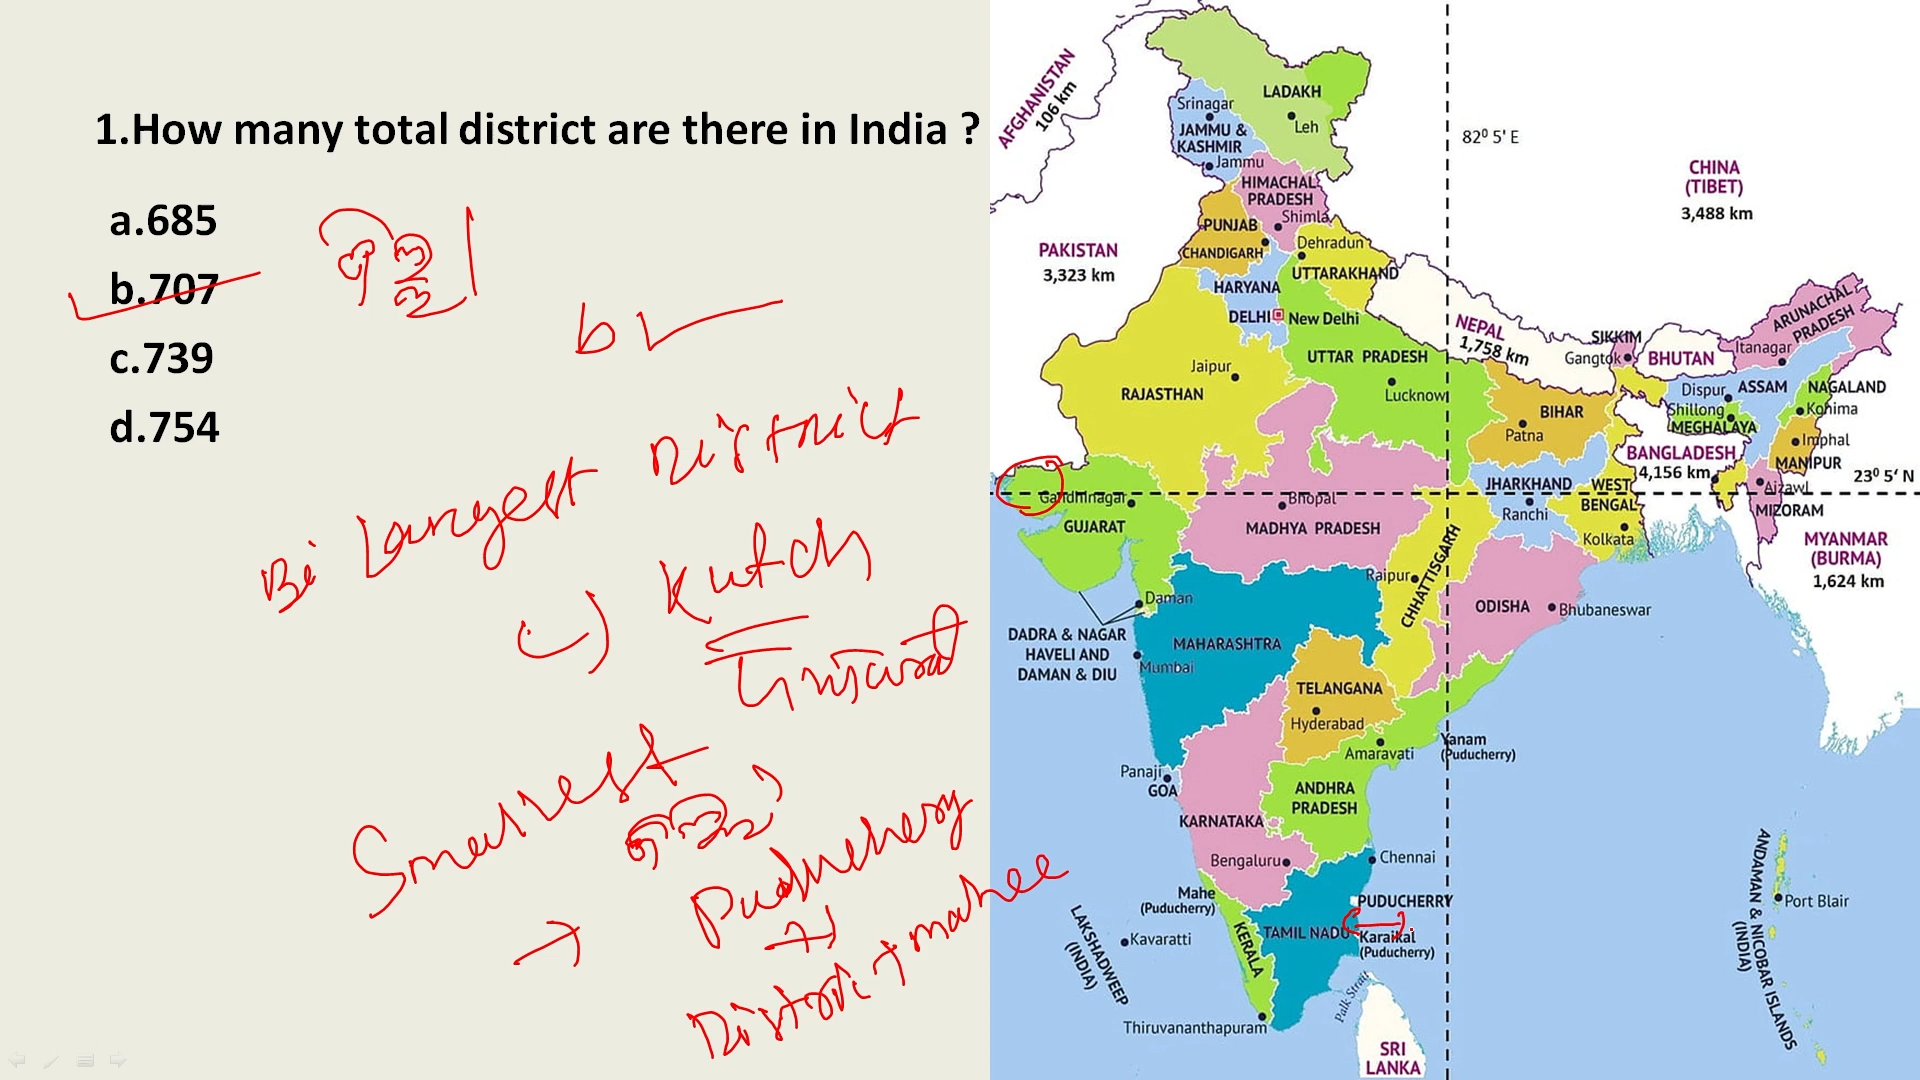 1.How many total district are there in India ?
a.685
b.707
c.739
d.754
b
Largest District
Kutch
Smallest
Puducherry
District → mahee
AFGHANISTAN
106 km
LADAKH
Srinagar
Leh
JAMMU &
KASHMIR
Jammu
82⁰ 5' E
CHINA
(TIBET)
3,488 km
HIMACHAL
PRADESH
Shimla
PUNJAB
CHANDIGARH
Dehradun
UTTARAKHAND
PAKISTAN
3,323 km
HARYANA
DELHI
New Delhi
NEPAL
1,758 km
SIKKIM
Gangtok
BHUTAN
ARUNACHAL
PRADESH
Itanagar
UTTAR PRADESH
Lucknow
Jaipur
RAJASTHAN
BIHAR
Patna
Dispur
ASSAM
NAGALAND
Shillong
Kohima
MEGHALAYA
Imphal
MANIPUR
BANGLADESH
4,156 km
23⁰ 5‘ N
JHARKHAND
Ranchi
WEST
BENGAL
Kolkata
Aizawl
MIZORAM
MYANMAR
(BURMA)
1,624 km
Gandhinagar
GUJARAT
Bhopal
MADHYA PRADESH
CHHATTISGARH
Raipur
ODISHA
Bhubaneswar
Daman
DADRA & NAGAR
HAVELI AND
DAMAN & DIU
MAHARASHTRA
Mumbai
TELANGANA
Hyderabad
Amaravati
Yanam
(Puducherry)
Panaji
GOA
ANDHRA
PRADESH
KARNATAKA
Bengaluru
Chennai
Mahe
(Puducherry)
PUDUCHERRY
TAMIL NADU
Karaikal
(Puducherry)
KERALA
LAKSHADWEEP
(INDIA)
Kavaratti
Thiruvananthapuram
Palk Strait
SRI
LANKA
ANDAMAN & NICOBAR ISLANDS
(INDIA)
Port Blair